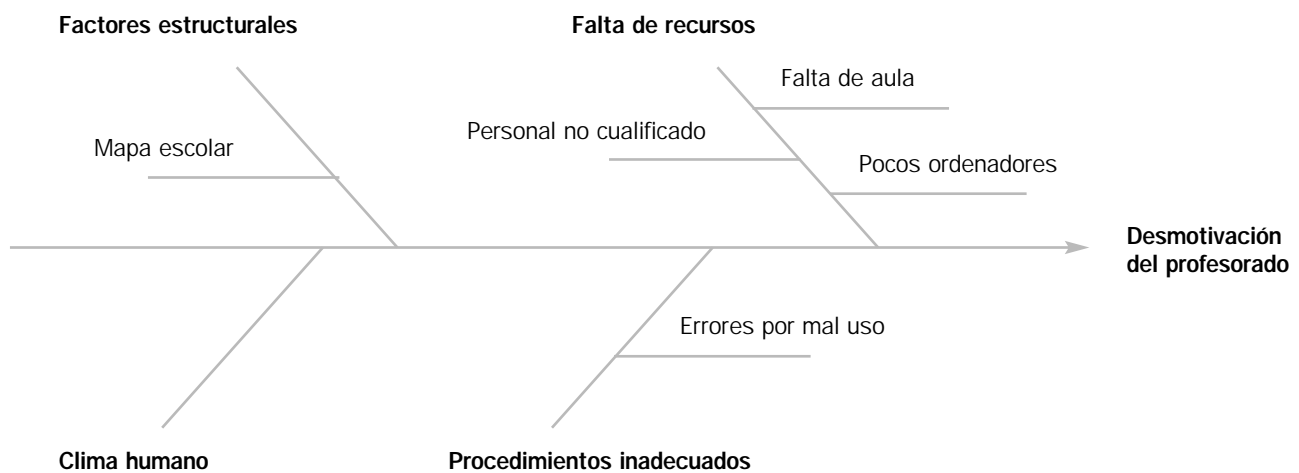 Factores estructurales
Falta de recursos
Falta de aula
Personal no cualificado
Mapa escolar
Pocos ordenadores
Desmotivación
del profesorado
Errores por mal uso
Clima humano
Procedimientos inadecuados